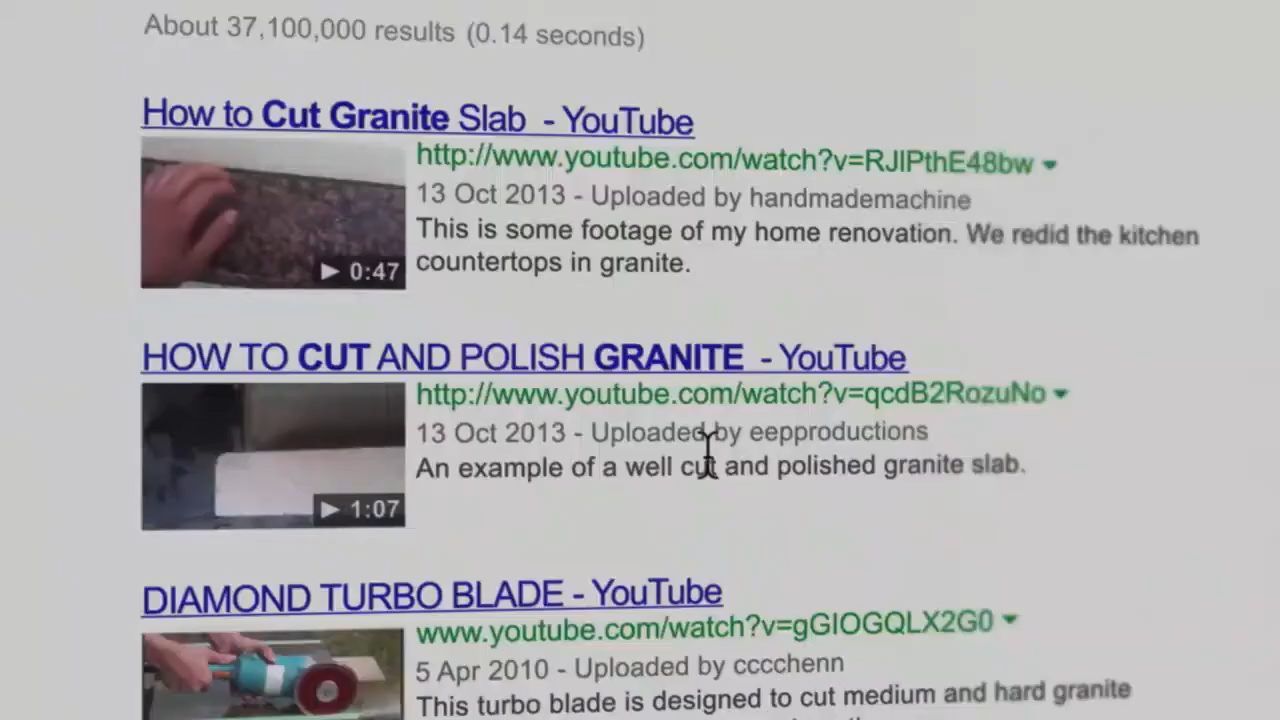 About 37,100,000 results (0.14 seconds)
How to Cut Granite Slab - YouTube
http://www.youtube.com/watch?v=RJlPthE48bw
13 Oct 2013 - Uploaded by handmademachine
This is some footage of my home renovation. We redid the kitchen
countertops in granite.
0:47
HOW TO CUT AND POLISH GRANITE - YouTube
http://www.youtube.com/watch?v=qcdB2RozuNo
13 Oct 2013 - Uploaded by eepproductions
An example of a well cut and polished granite slab.
1:07
DIAMOND TURBO BLADE - YouTube
www.youtube.com/watch?v=gGIOGQLX2G0
5 Apr 2010 - Uploaded by cccchenn
This turbo blade is designed to cut medium and hard granite